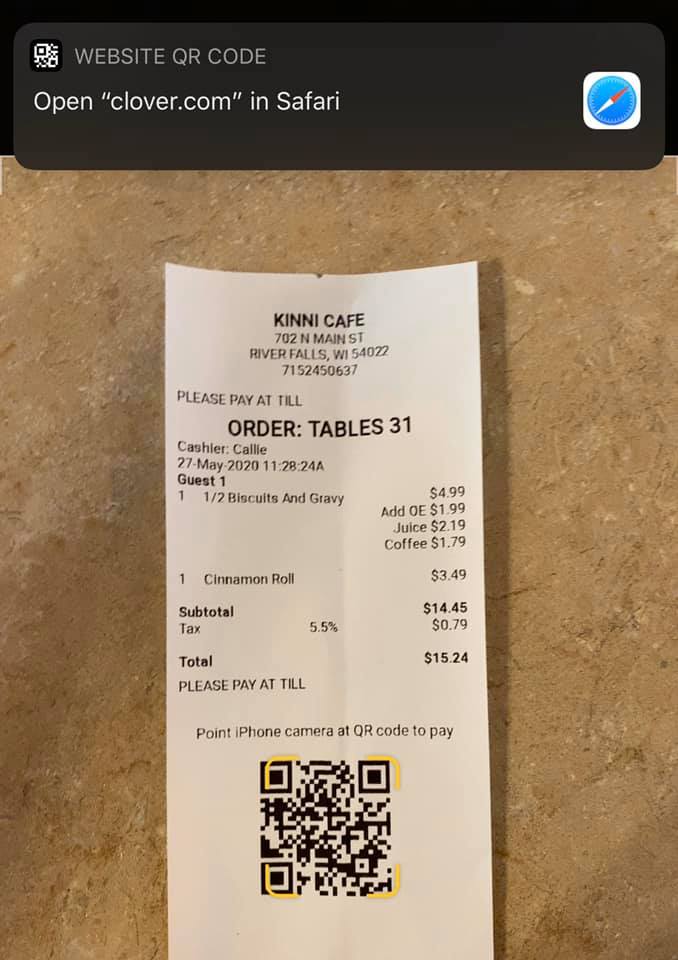 WEBSITE QR CODE
Open “clover.com” in Safari
KINNI CAFE
702 N MAIN ST
RIVER FALLS, WI 54022
7152450637
PLEASE PAY AT TILL
ORDER: TABLES 31
Cashier: Callie
27-May-2020 11:28:24A
Guest 1
1 1/2 Biscuits And Gravy $4.99
Add OE $1.99
Juice $2.19
Coffee $1.79
1 Cinnamon Roll $3.49
Subtotal $14.45
Tax 5.5% $0.79
Total $15.24
PLEASE PAY AT TILL
Point iPhone camera at QR code to pay